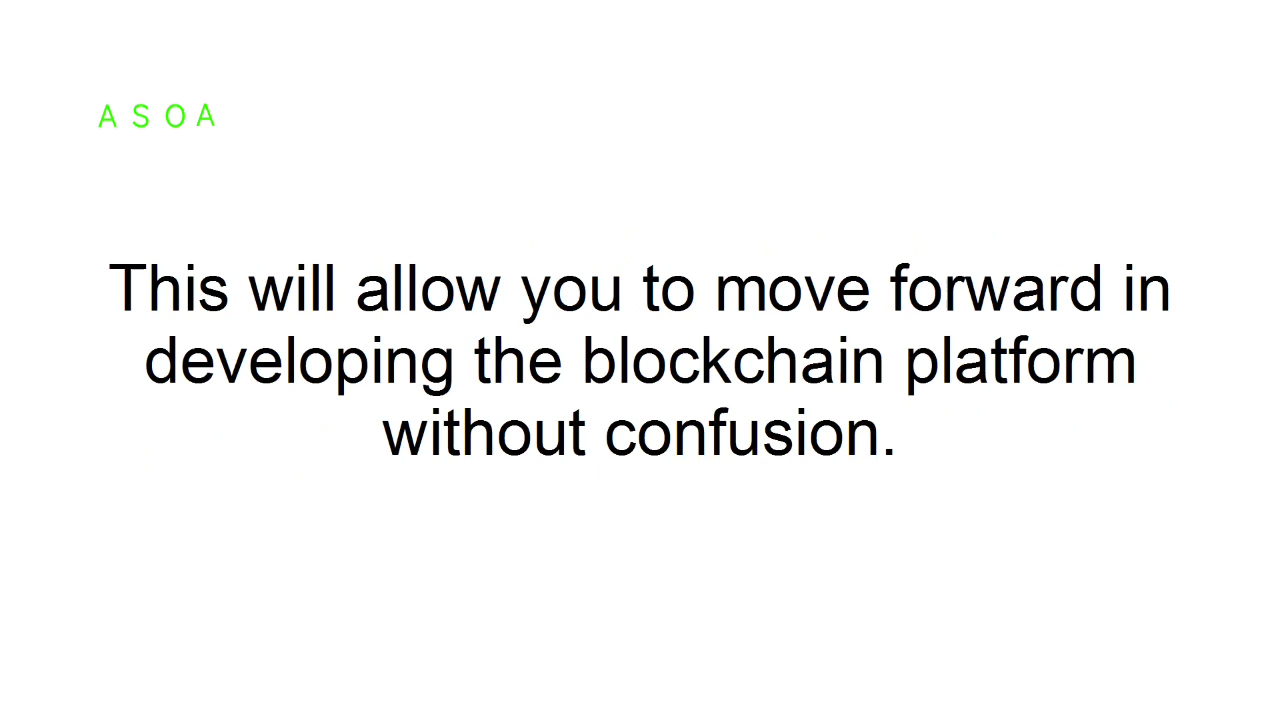 A S O A
This will allow you to move forward in
developing the blockchain platform
without confusion.